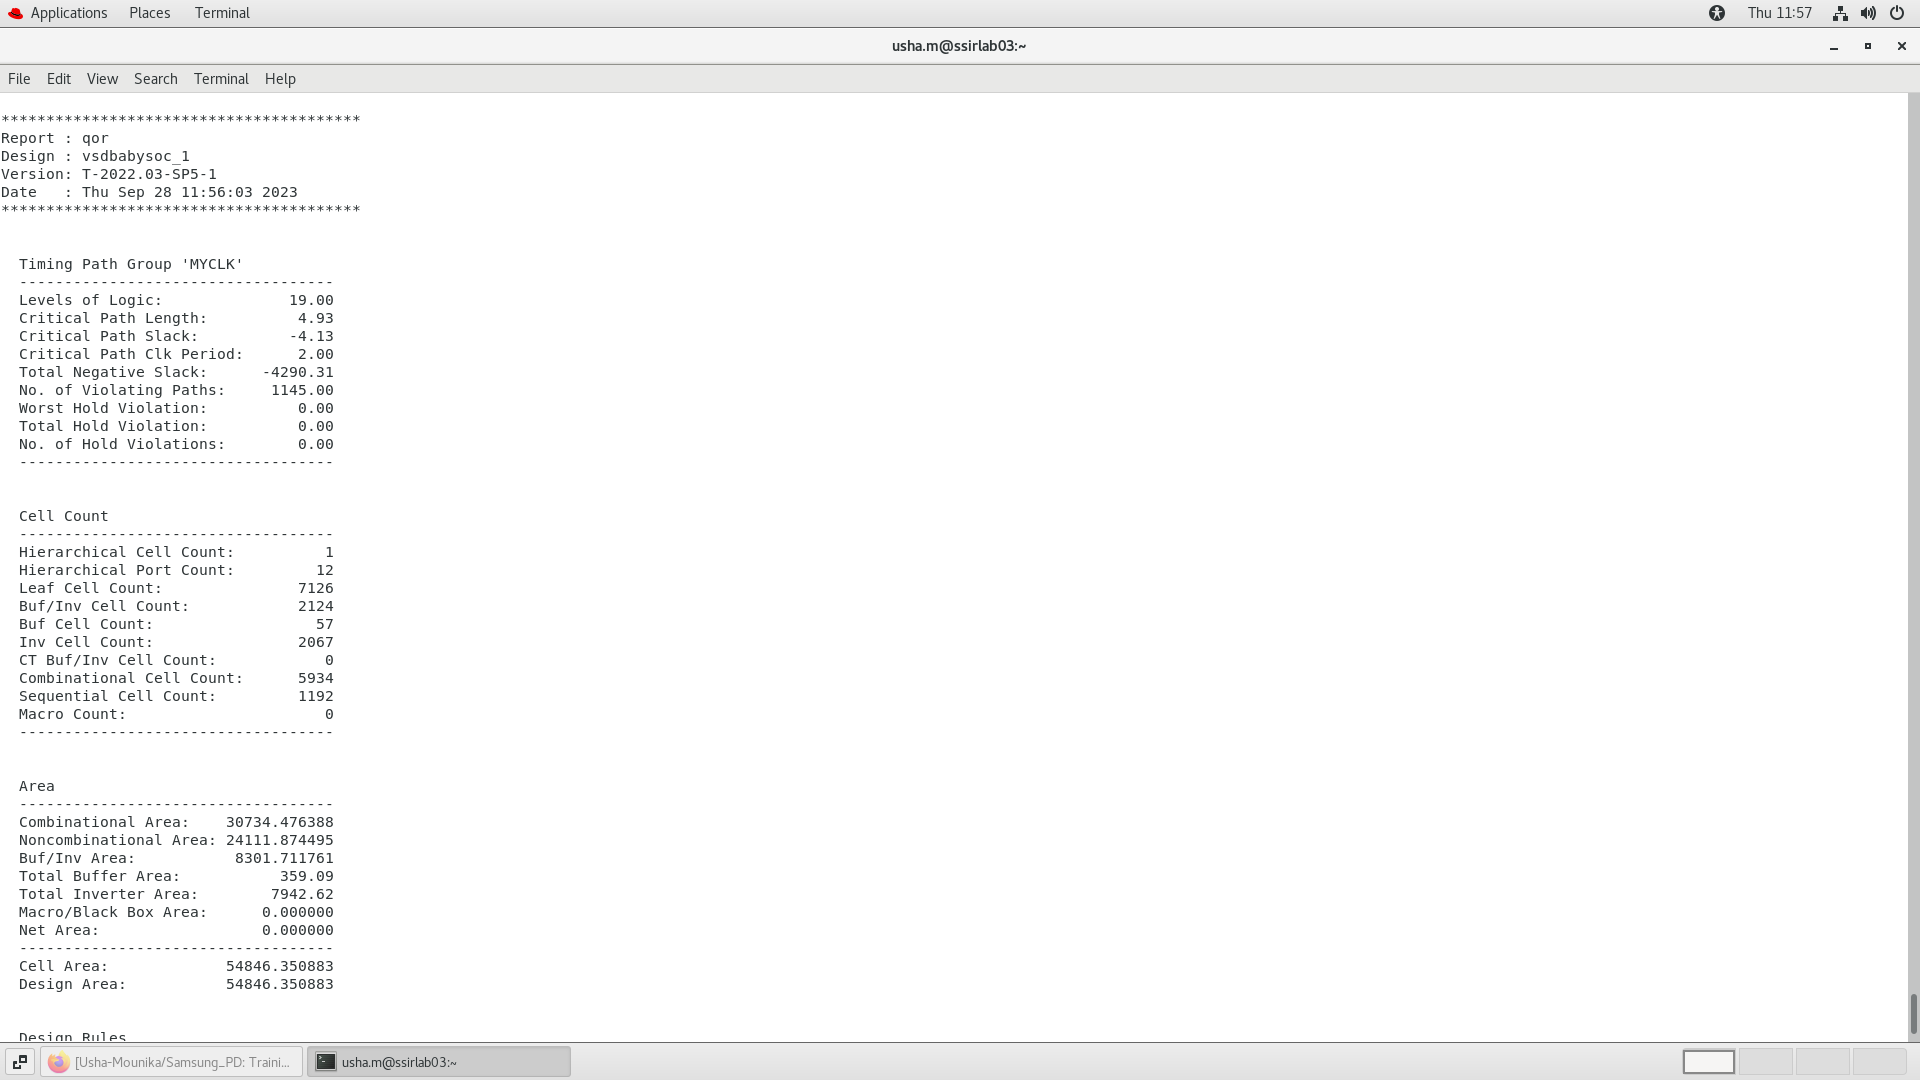 Applications Places Terminal Thu 11:57
usha.m@ssirlab03:~
File Edit View Search Terminal Help
****************************************
Report : qor
Design : vsdbabysoc_1
Version: T-2022.03-SP5-1
Date   : Thu Sep 28 11:56:03 2023
****************************************
Timing Path Group 'MYCLK'
-----------------------------------
Levels of Logic:              19.00
Critical Path Length:          4.93
Critical Path Slack:          -4.13
Critical Path Clk Period:      2.00
Total Negative Slack:      -4290.31
No. of Violating Paths:     1145.00
Worst Hold Violation:          0.00
Total Hold Violation:          0.00
No. of Hold Violations:        0.00
-----------------------------------
Cell Count
-----------------------------------
Hierarchical Cell Count:          1
Hierarchical Port Count:         12
Leaf Cell Count:               7126
Buf/Inv Cell Count:            2124
Buf Cell Count:                  57
Inv Cell Count:                2067
CT Buf/Inv Cell Count:            0
Combinational Cell Count:      5934
Sequential Cell Count:         1192
Macro Count:                      0
-----------------------------------
Area
-----------------------------------
Combinational Area:    30734.476388
Noncombinational Area: 24111.874495
Buf/Inv Area:           8301.711761
Total Buffer Area:           359.09
Total Inverter Area:        7942.62
Macro/Black Box Area:      0.000000
Net Area:                  0.000000
-----------------------------------
Cell Area:             54846.350883
Design Area:           54846.350883
Design Rules
[Usha-Mounika/Samsung_PD: Traini... usha.m@ssirlab03:~